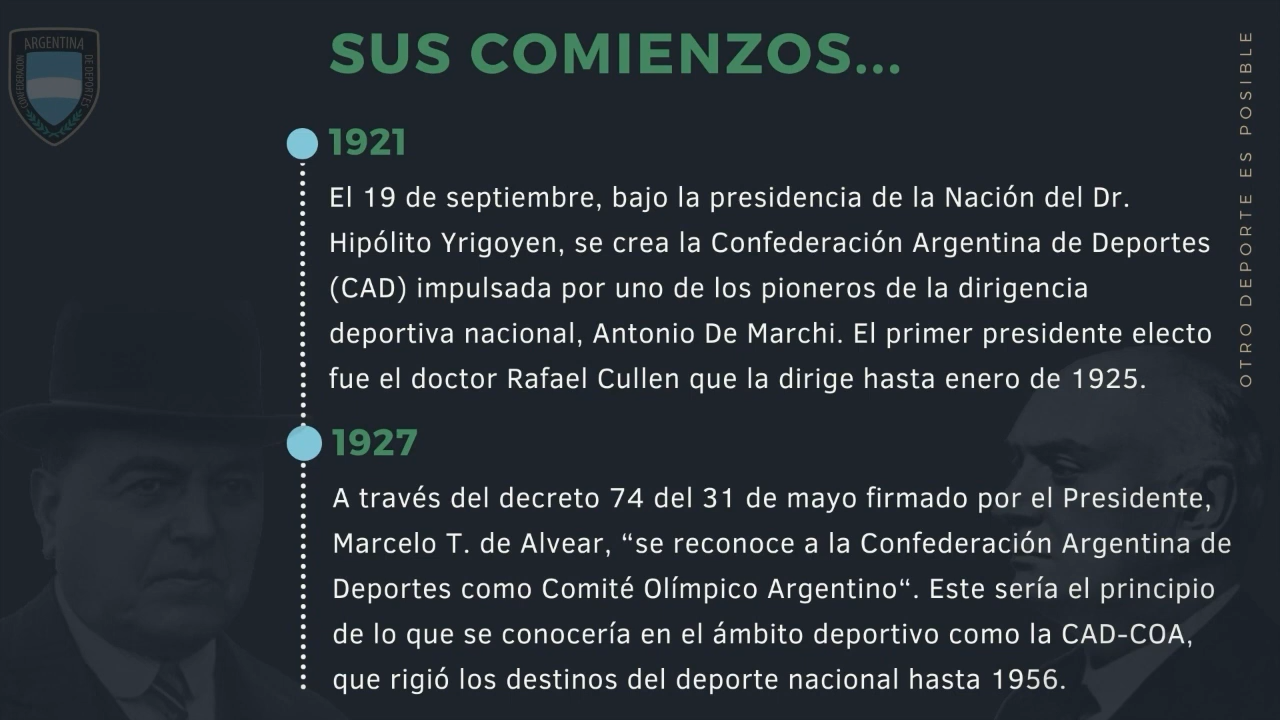 ARGENTINA
CONFEDERACIÓN
DE DEPORTES
SUS COMIENZOS...
1921
El 19 de septiembre, bajo la presidencia de la Nación del Dr.
Hipólito Yrigoyen, se crea la Confederación Argentina de Deportes
(CAD) impulsada por uno de los pioneros de la dirigencia
deportiva nacional, Antonio De Marchi. El primer presidente electo
fue el doctor Rafael Cullen que la dirige hasta enero de 1925.
1927
A través del decreto 74 del 31 de mayo firmado por el Presidente,
Marcelo T. de Alvear, “se reconoce a la Confederación Argentina de
Deportes como Comité Olímpico Argentino“. Este sería el principio
de lo que se conocería en el ámbito deportivo como la CAD-COA,
que rigió los destinos del deporte nacional hasta 1956.
OTRO DEPORTE ES POSIBLE